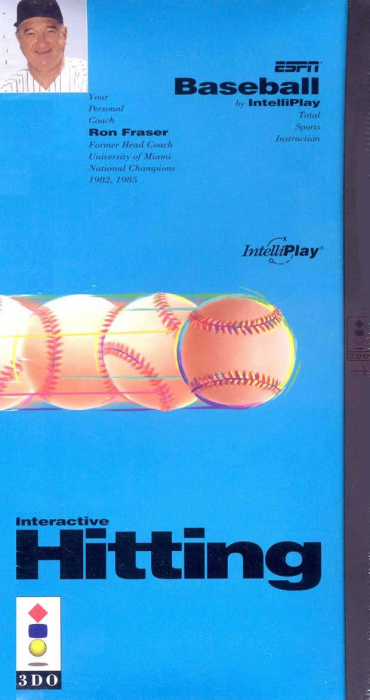 ESPN
Baseball
by IntelliPlay
Total
Sports
Instruction
Your
Personal
Coach
Ron Fraser
Former Head Coach
University of Miami
National Champions
1982, 1985
IntelliPlay®
Interactive
Hitting
3DO
3DO